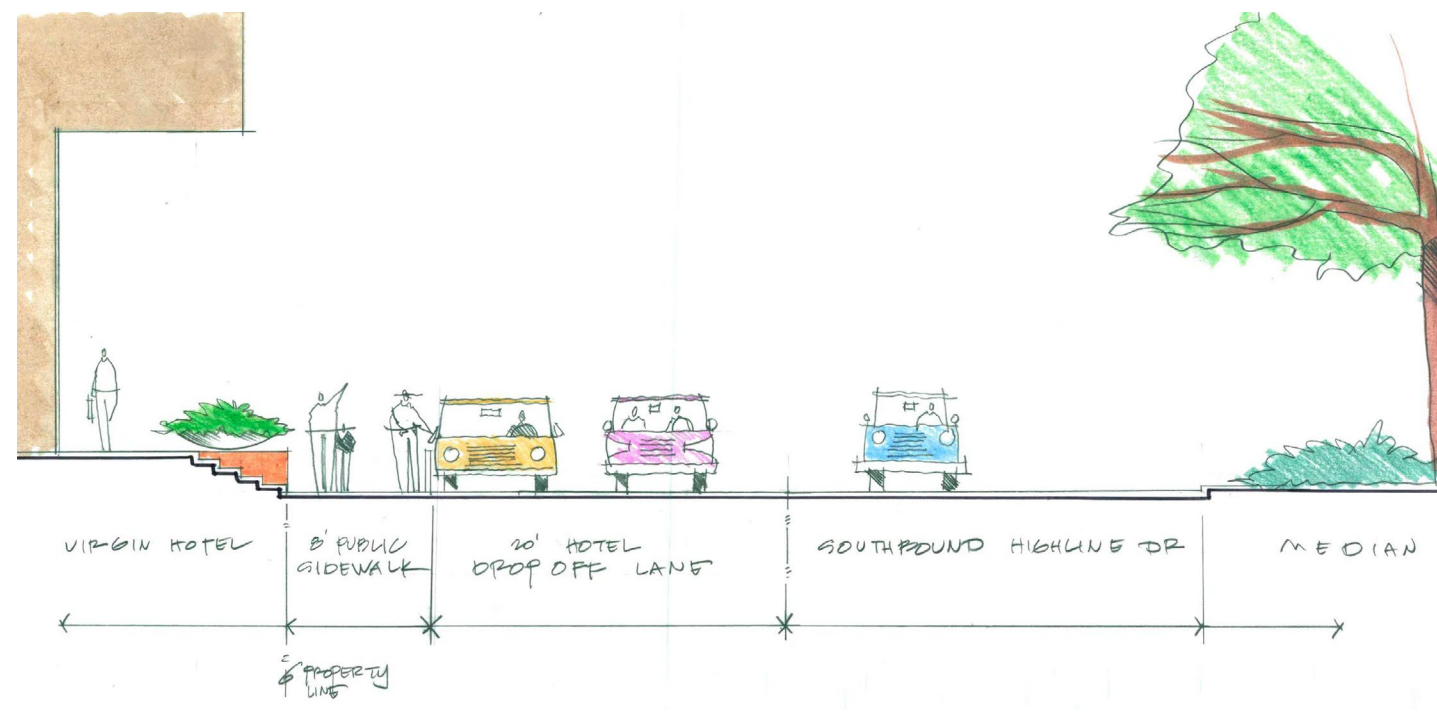 VIRGIN HOTEL
8' PUBLIC
SIDEWALK
20' HOTEL
DROP OFF LANE
SOUTHBOUND HIGHLINE DR
MEDIAN
PROPERTY
LINE